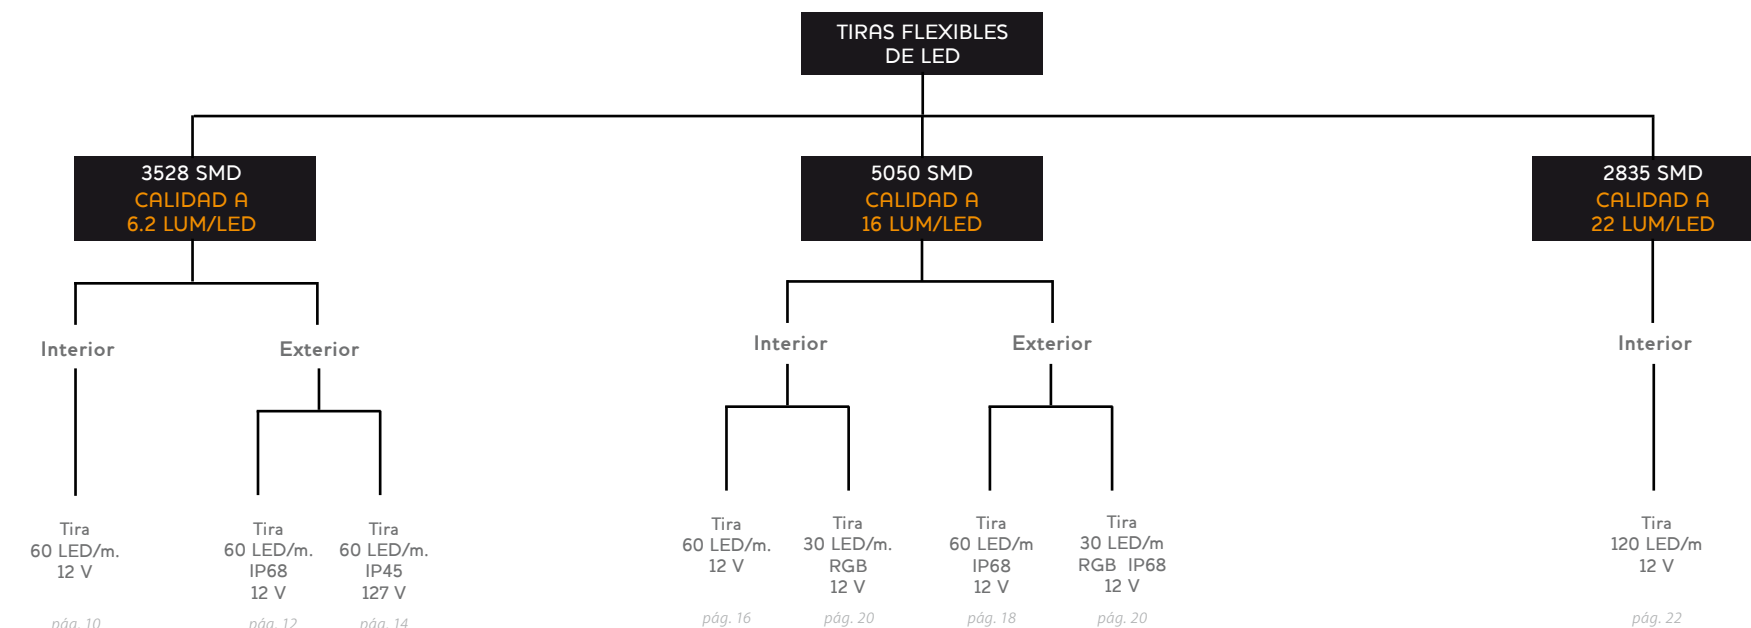 TIRAS FLEXIBLES
DE LED
3528 SMD
CALIDAD A
6.2 LUM/LED
5050 SMD
CALIDAD A
16 LUM/LED
2835 SMD
CALIDAD A
22 LUM/LED
Interior
Exterior
Interior
Exterior
Interior
Tira
60 LED/m.
12 V
pág. 10
Tira
60 LED/m.
IP68
12 V
pág. 12
Tira
60 LED/m.
IP45
127 V
pág. 14
Tira
60 LED/m.
12 V
pág. 16
Tira
30 LED/m.
RGB
12 V
pág. 20
Tira
60 LED/m
IP68
12 V
pág. 18
Tira
30 LED/m
RGB IP68
12 V
pág. 20
Tira
120 LED/m
12 V
pág. 22